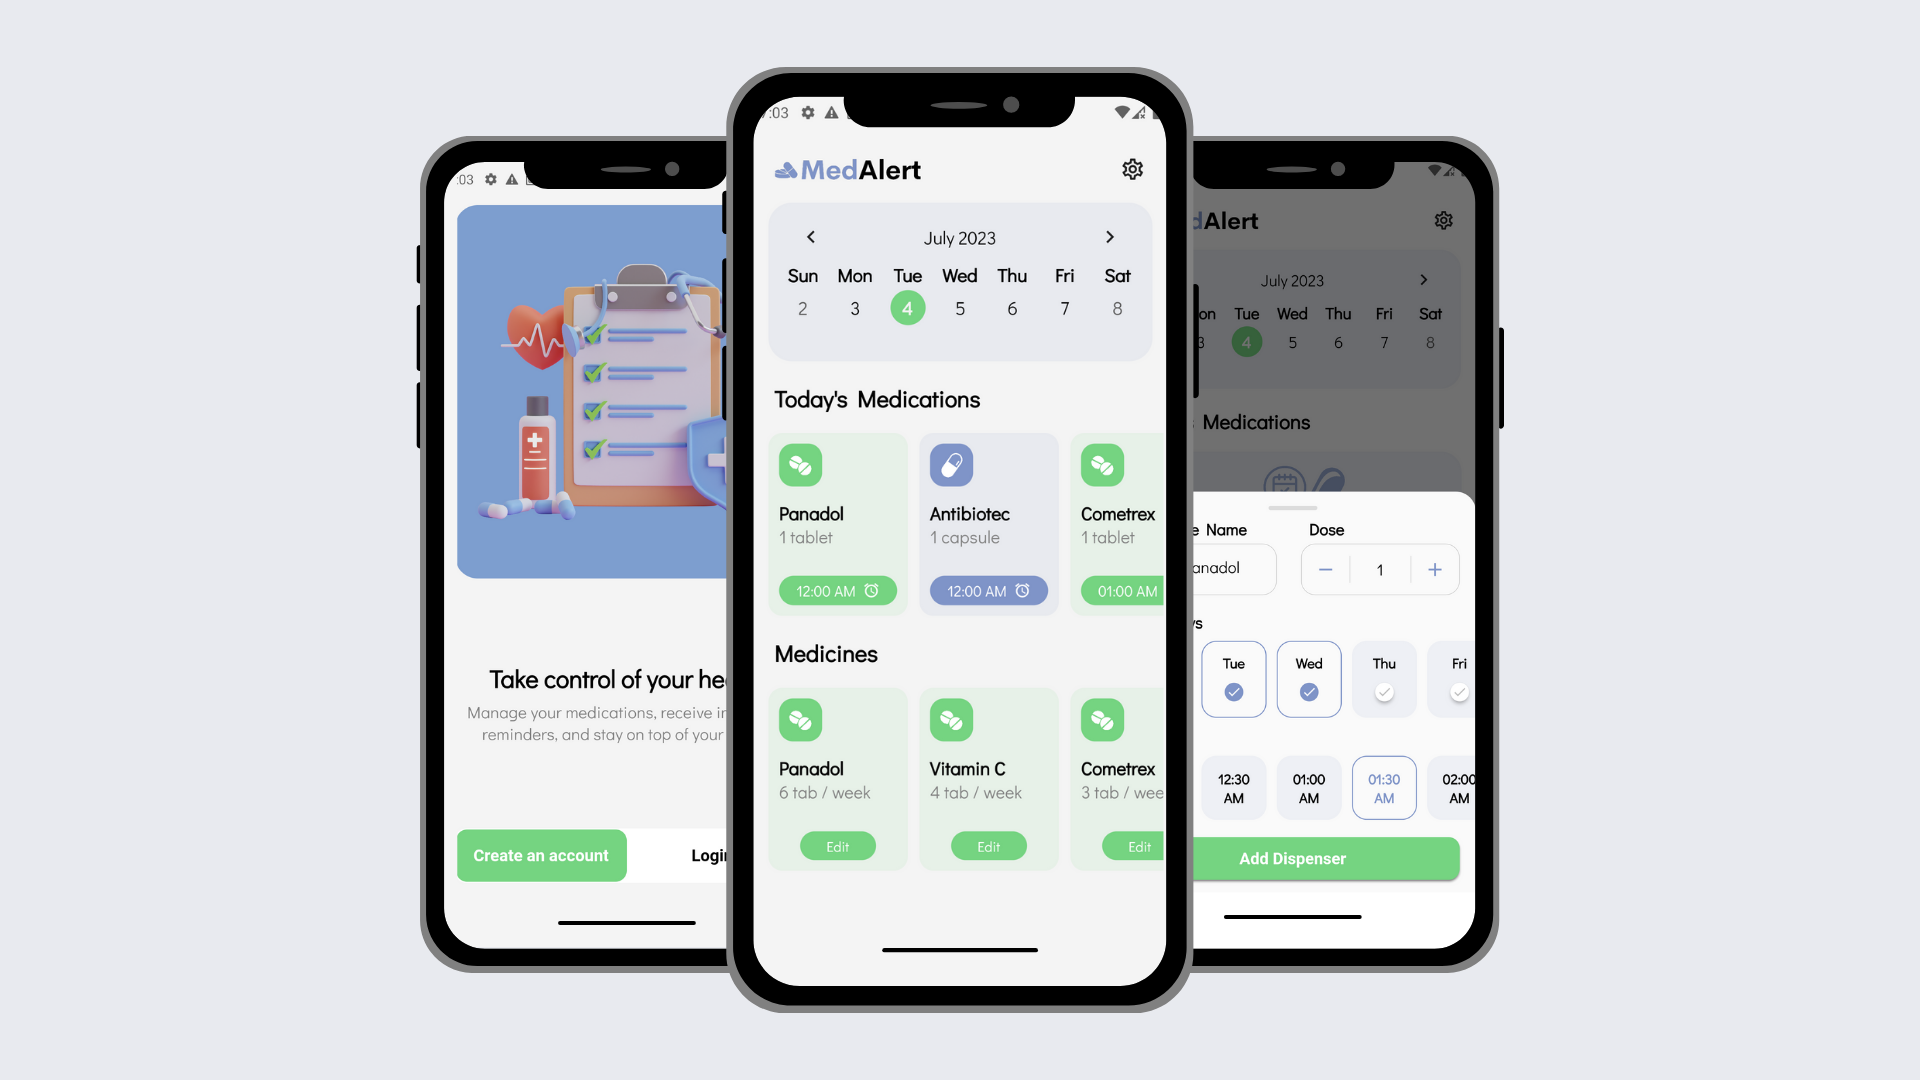 :03
Take control of your he
Manage your medications, receive in
reminders, and stay on top of your
Create an account
Login
:03
MedAlert
July 2023
Sun Mon Tue Wed Thu Fri Sat
2 3 4 5 6 7 8
Today's Medications
Panadol
1 tablet
12:00 AM
Antibiotec
1 capsule
12:00 AM
Cometrex
1 tablet
01:00 AM
Medicines
Panadol
6 tab / week
Edit
Vitamin C
4 tab / week
Edit
Cometrex
3 tab / wee
Edit
dAlert
July 2023
on Tue Wed Thu Fri Sat
3 4 5 6 7 8
Medications
e Name
Dose
anadol
1
ys
Tue Wed Thu Fri
12:30 AM
01:00 AM
01:30 AM
02:00 AM
Add Dispenser